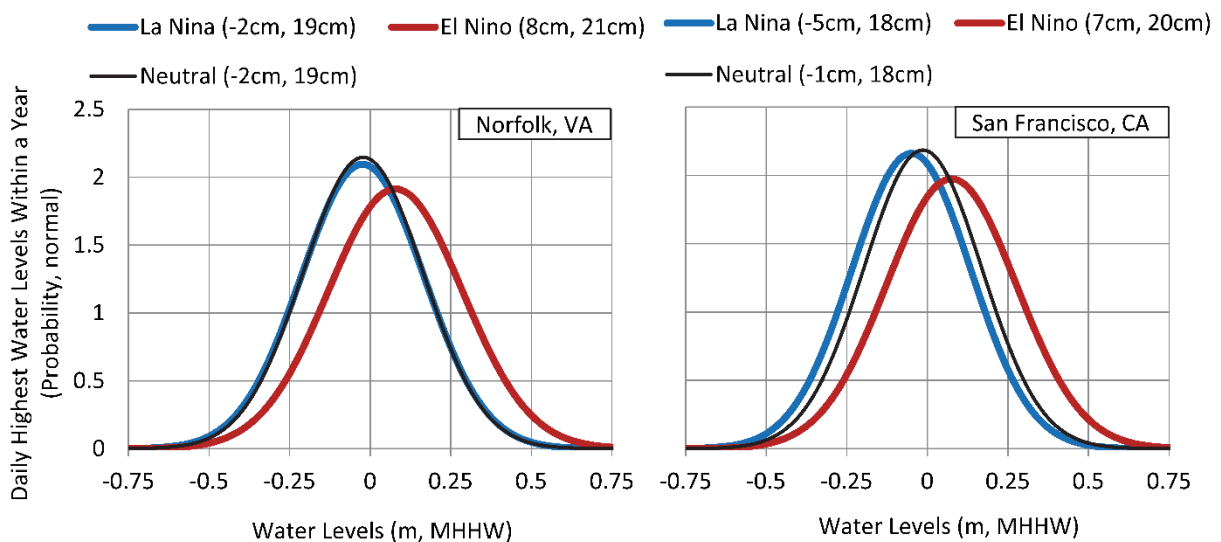 La Nina (-2cm, 19cm) El Nino (8cm, 21cm) La Nina (-5cm, 18cm) El Nino (7cm, 20cm)
Neutral (-2cm, 19cm) Neutral (-1cm, 18cm)
Daily Highest Water Levels Within a Year
(Probability, normal)
2.5
2
1.5
1
0.5
0
Norfolk, VA
-0.75 -0.5 -0.25 0 0.25 0.5 0.75
Water Levels (m, MHHW)
San Francisco, CA
-0.75 -0.5 -0.25 0 0.25 0.5 0.75
Water Levels (m, MHHW)